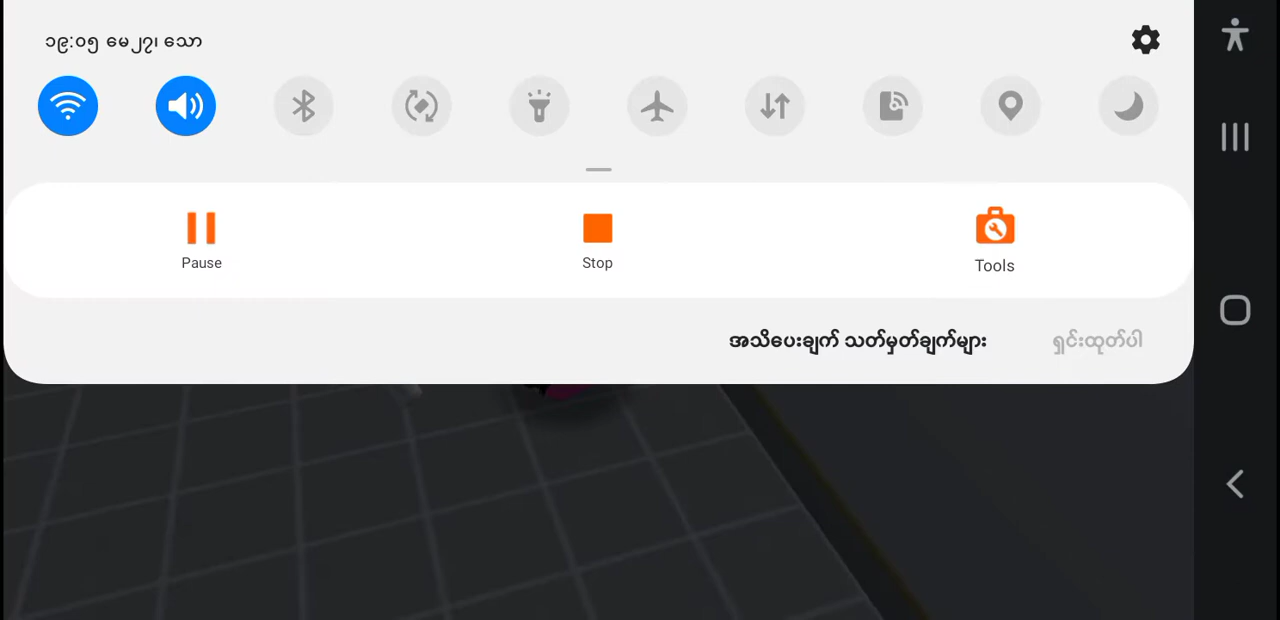 ၁၉:၀၅ မေ၂၇၊ သော
Pause
Stop
Tools
အသိပေးချက် သတ်မှတ်ချက်များ
ရှင်းထုတ်ပါ